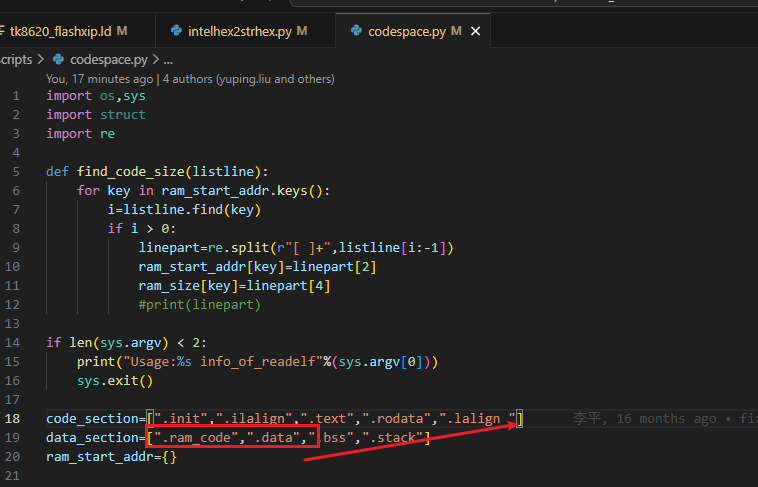 tk8620_flashxip.ld M
intelhex2strhex.py M
codespace.py M
scripts > codespace.py > ...
You, 17 minutes ago | 4 authors (yuping.liu and others)
1 import os,sys
2 import struct
3 import re
4
5 def find_code_size(listline):
6 for key in ram_start_addr.keys():
7 i=listline.find(key)
8 if i > 0:
9 linepart=re.split(r"[ ]+",listline[i:-1])
10 ram_start_addr[key]=linepart[2]
11 ram_size[key]=linepart[4]
12 #print(linepart)
13
14 if len(sys.argv) < 2:
15 print("Usage:%s info_of_readelf"%(sys.argv[0]))
16 sys.exit()
17
18 code_section=[".init",".ilalign",".text",".rodata",".lalign "] 李平, 16 months ago • fix
19 data_section=[".ram_code",".data",".bss",".stack"]
20 ram_start_addr={}
21